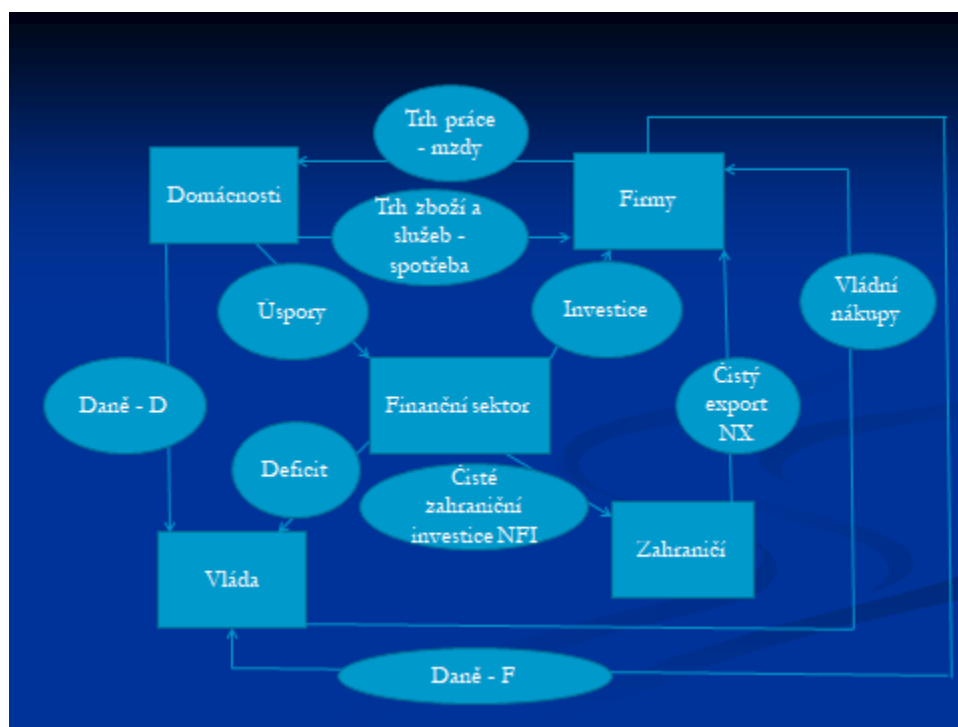 Trh práce
- mzdy
Domácnosti
Firmy
Trh zboží a
služeb -
spotřeba
Úspory
Investice
Vládní
nákupy
Daně - D
Finanční sektor
Čistý
export
NX
Deficit
Čisté
zahraniční
investice NFI
Zahraničí
Vláda
Daně - F